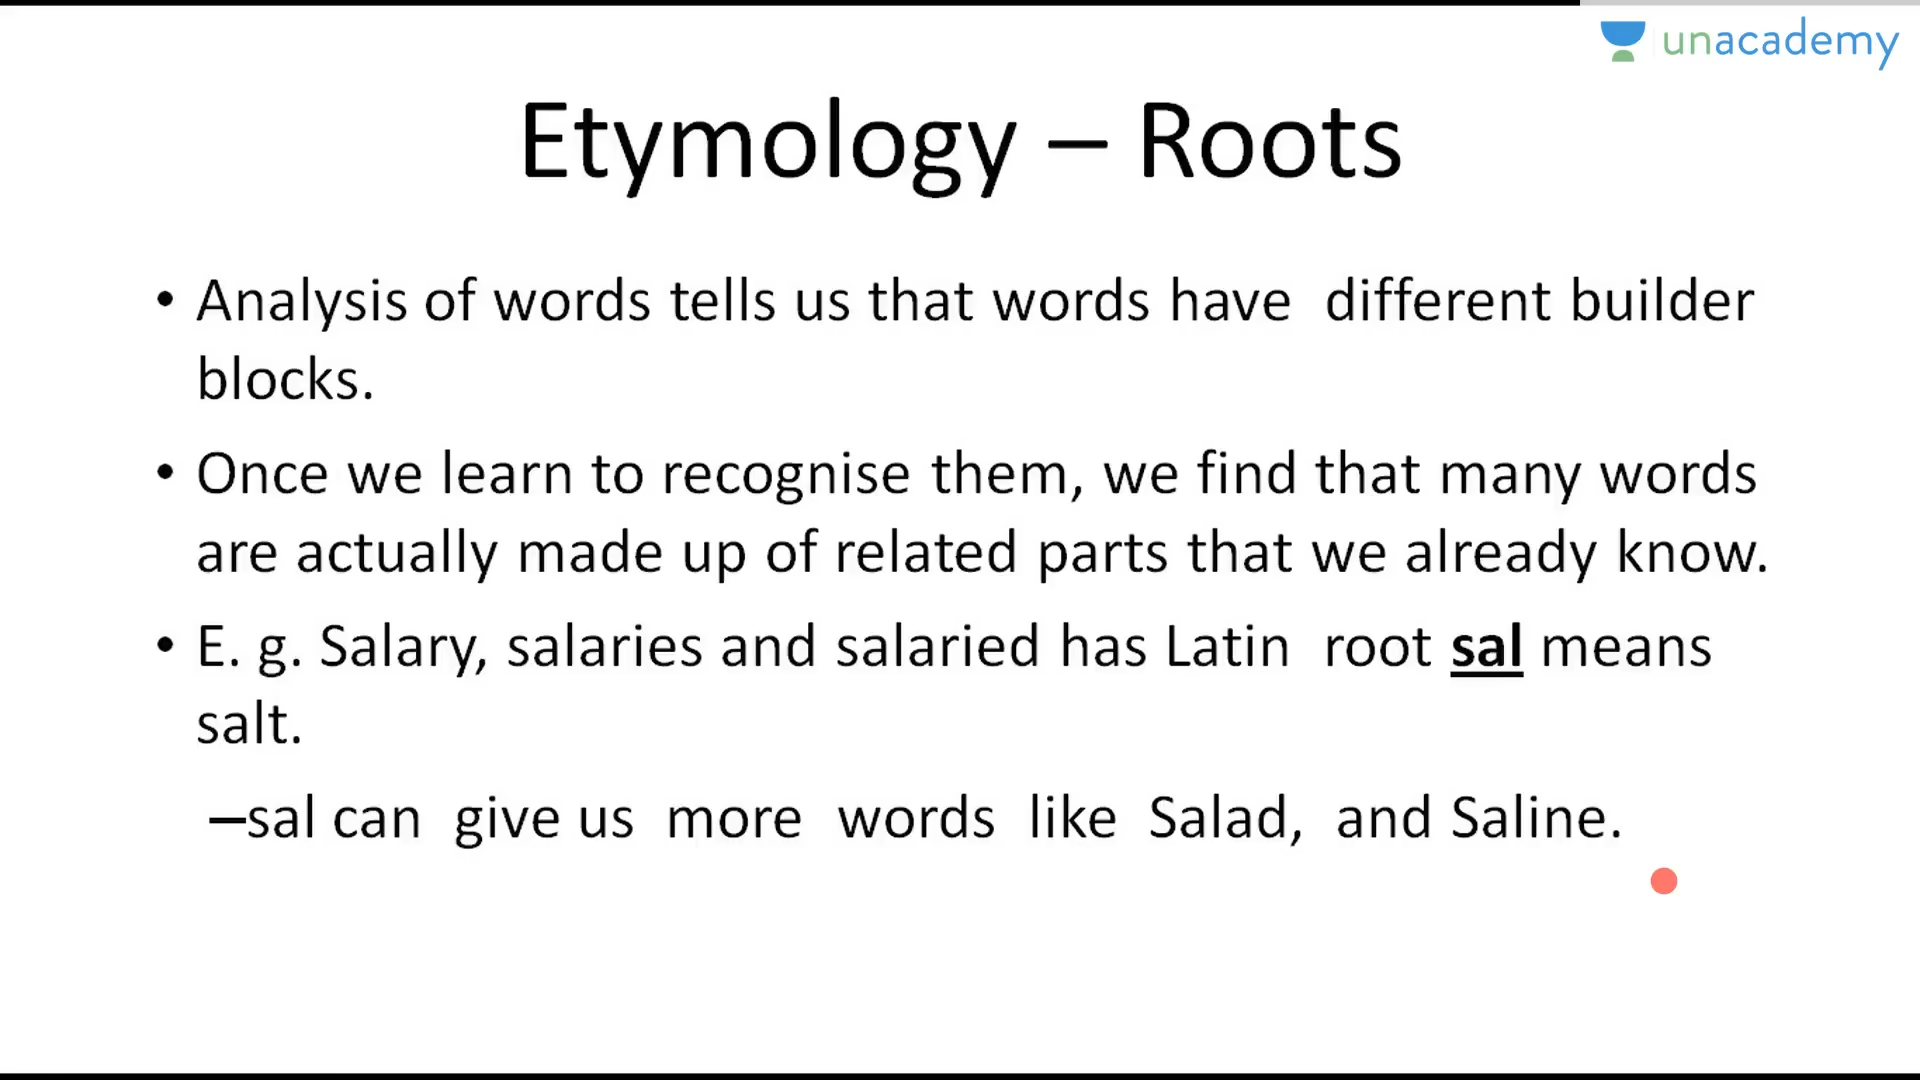 unacademy
Etymology – Roots
• Analysis of words tells us that words have different builder
blocks.
• Once we learn to recognise them, we find that many words
are actually made up of related parts that we already know.
• E. g. Salary, salaries and salaried has Latin root sal means
salt.
–sal can give us more words like Salad, and Saline.